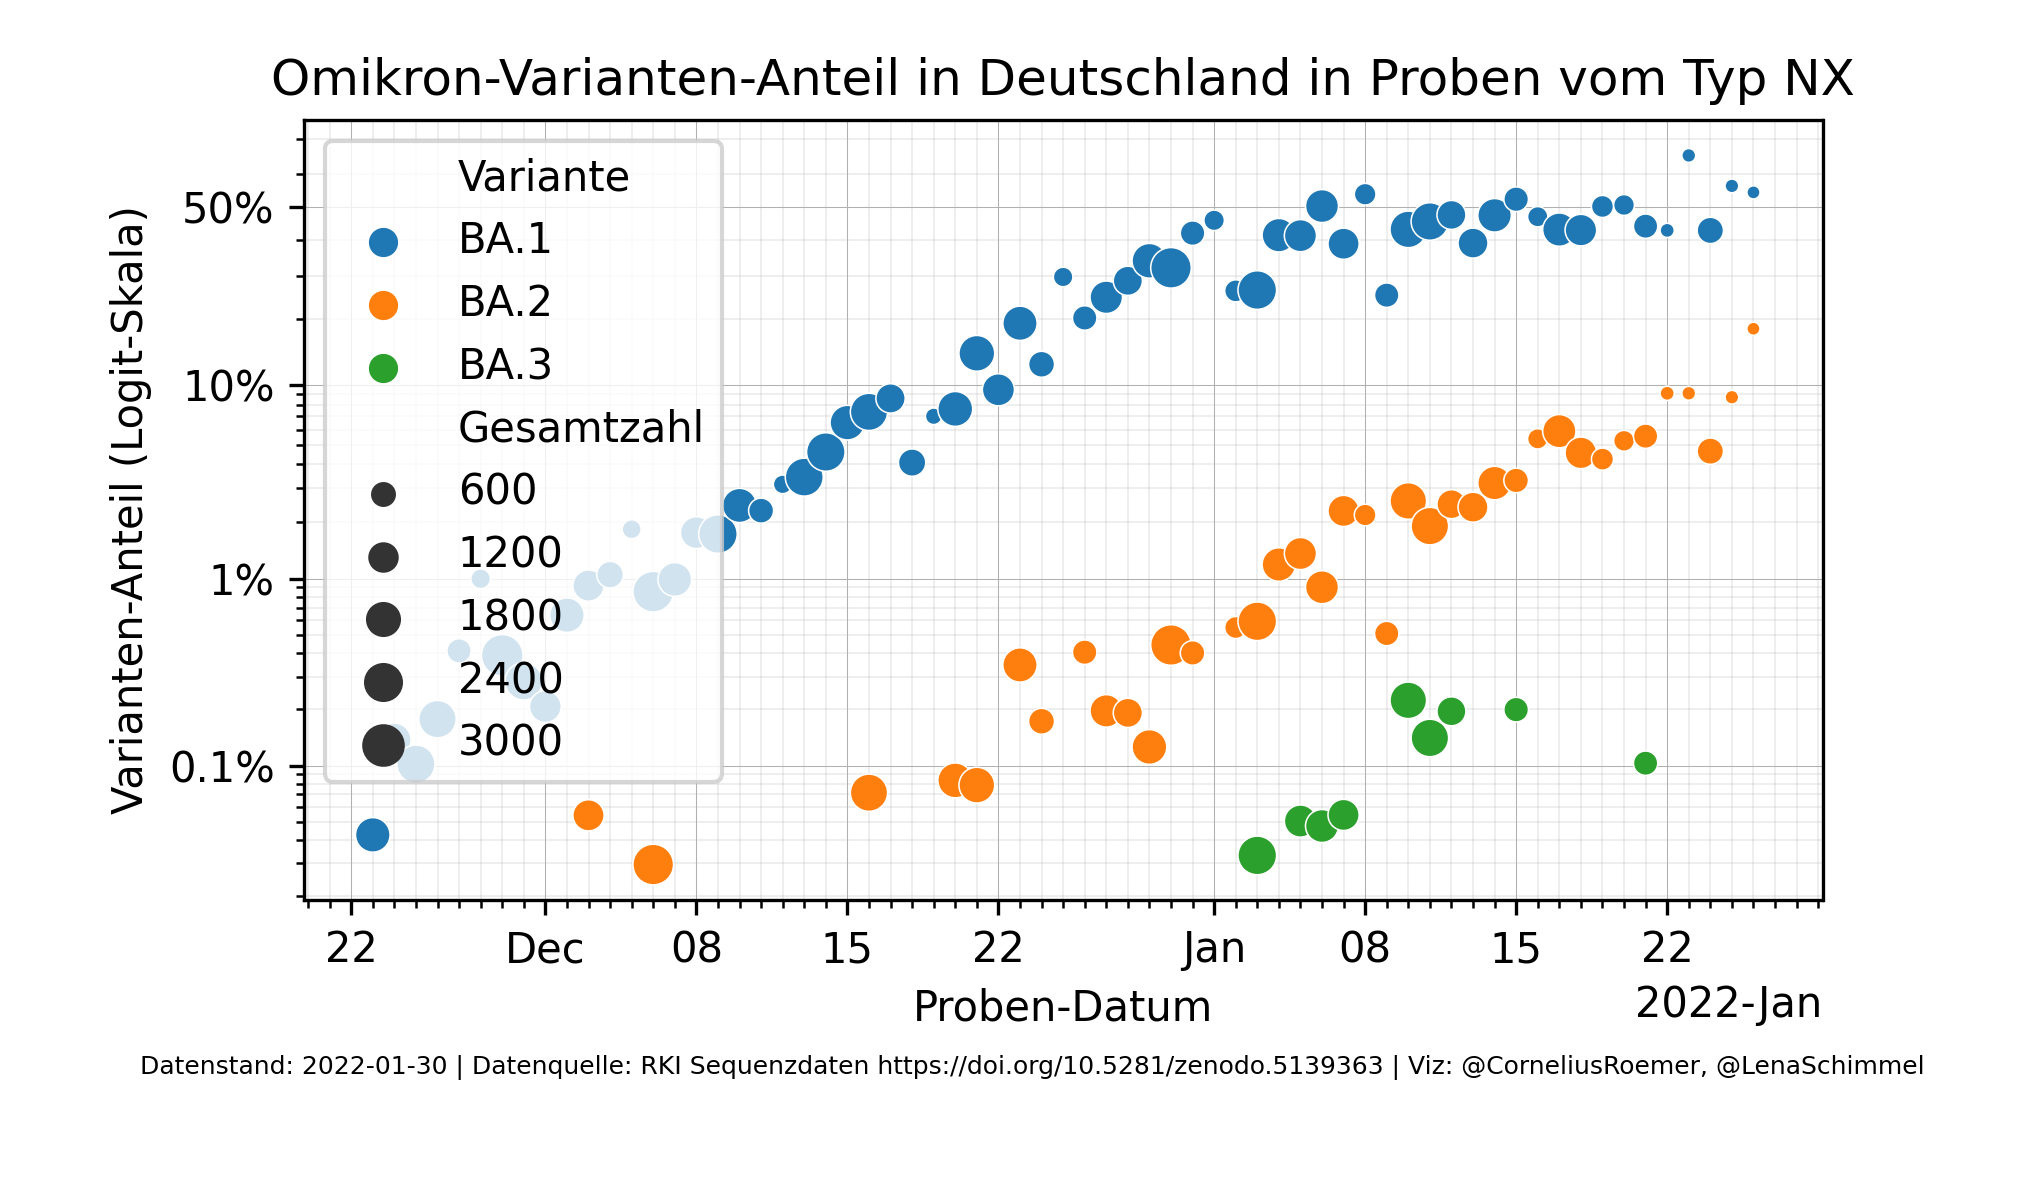 Omikron-Varianten-Anteil in Deutschland in Proben vom Typ NX
Varianten-Anteil (Logit-Skala)
50%
10%
1%
0.1%
Variante
BA.1
BA.2
BA.3
Gesamtzahl
600
1200
1800
2400
3000
22 Dec 08 15 22 Jan 08 15 22
Proben-Datum
2022-Jan
Datenstand: 2022-01-30 | Datenquelle: RKI Sequenzdaten https://doi.org/10.5281/zenodo.5139363 | Viz: @CorneliusRoemer, @LenaSchimmel